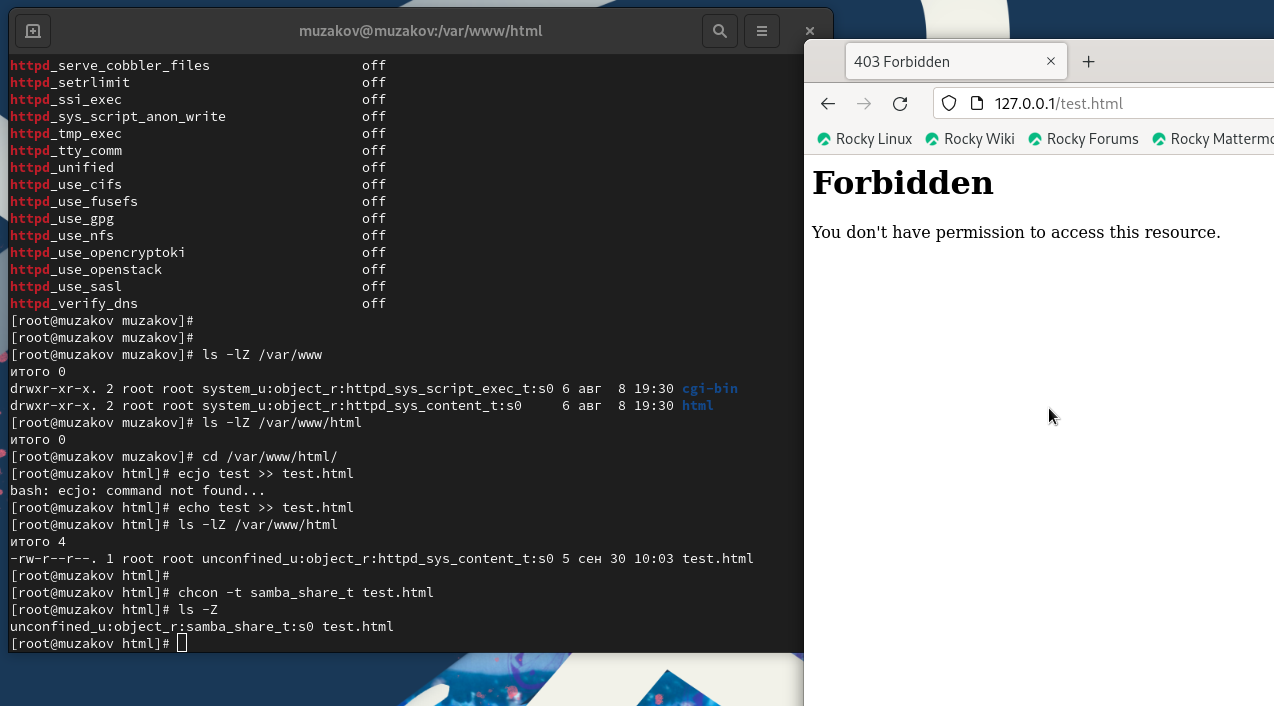 muzakov@muzakov:/var/www/html
httpd_serve_cobbler_files off
httpd_setrlimit off
httpd_ssi_exec off
httpd_sys_script_anon_write off
httpd_tmp_exec off
httpd_tty_comm off
httpd_unified off
httpd_use_cifs off
httpd_use_fusefs off
httpd_use_gpg off
httpd_use_nfs off
httpd_use_opencryptoki off
httpd_use_openstack off
httpd_use_sasl off
httpd_verify_dns off
[root@muzakov muzakov]#
[root@muzakov muzakov]#
[root@muzakov muzakov]# ls -lZ /var/www
итого 0
drwxr-xr-x. 2 root root system_u:object_r:httpd_sys_script_exec_t:s0 6 авг  8 19:30 cgi-bin
drwxr-xr-x. 2 root root system_u:object_r:httpd_sys_content_t:s0     6 авг  8 19:30 html
[root@muzakov muzakov]# ls -lZ /var/www/html
итого 0
[root@muzakov muzakov]# cd /var/www/html/
[root@muzakov html]# ecjo test >> test.html
bash: ecjo: command not found...
[root@muzakov html]# echo test >> test.html
[root@muzakov html]# ls -lZ /var/www/html
итого 4
-rw-r--r--. 1 root root unconfined_u:object_r:httpd_sys_content_t:s0 5 сен 30 10:03 test.html
[root@muzakov html]#
[root@muzakov html]# chcon -t samba_share_t test.html
[root@muzakov html]# ls -Z
unconfined_u:object_r:samba_share_t:s0 test.html
[root@muzakov html]#
403 Forbidden
127.0.0.1/test.html
Rocky Linux Rocky Wiki Rocky Forums Rocky Mattermo
Forbidden
You don't have permission to access this resource.